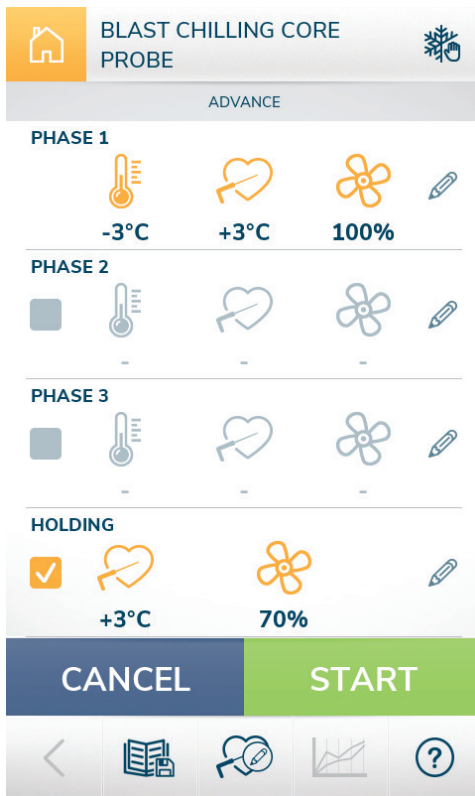 BLAST CHILLING CORE
PROBE
ADVANCE
PHASE 1
-3°C +3°C 100%
PHASE 2
- - -
PHASE 3
- - -
HOLDING
+3°C 70%
CANCEL START
?